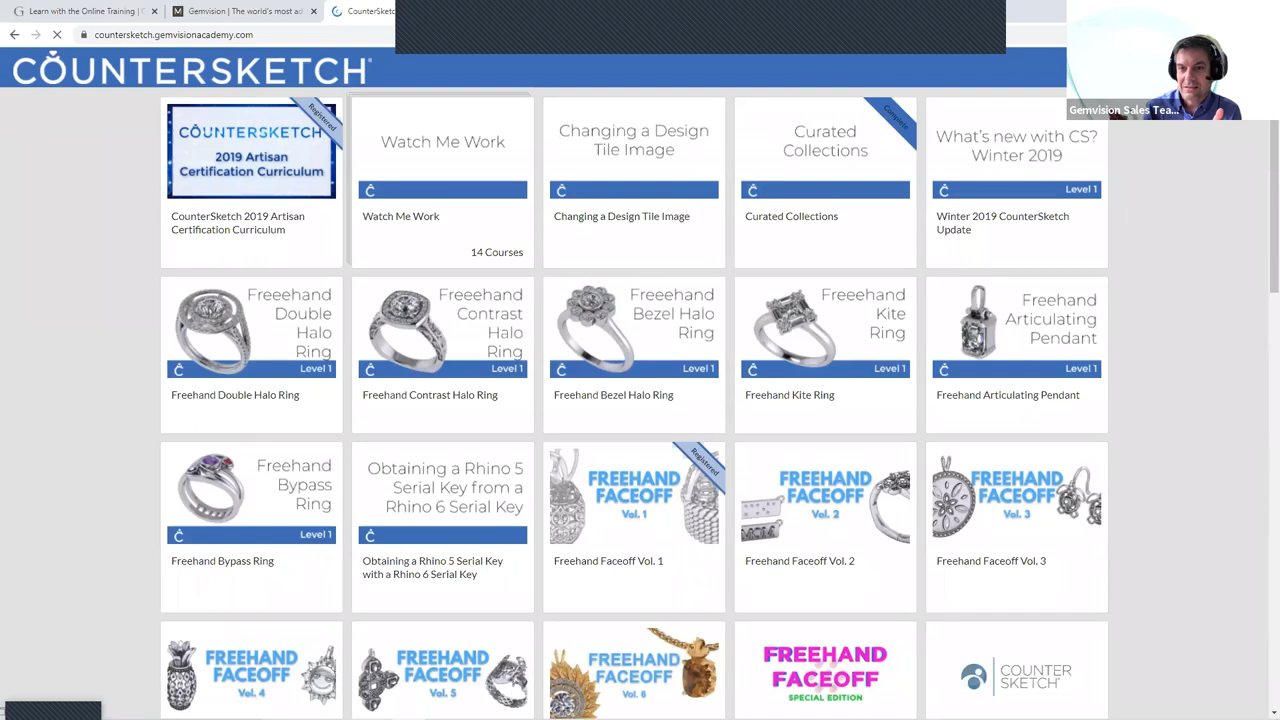 Learn with the Online Training | C
Gemvision | The world's most ad
CounterSketc
countersketch.gemvisionacademy.com
COUNTERSKETCH®
Gemvision Sales Tea...
Registered
COUNTERSKETCH
2019 Artisan
Certification Curriculum
CounterSketch 2019 Artisan
Certification Curriculum
Watch Me Work
Ĉ
Watch Me Work
14 Courses
Changing a Design
Tile Image
Ĉ
Changing a Design Tile Image
Complete
Curated
Collections
Ĉ
Curated Collections
What's new with CS?
Winter 2019
Ĉ Level 1
Winter 2019 CounterSketch
Update
Freeehand
Double
Halo
Ring
Ĉ Level 1
Freehand Double Halo Ring
Freeehand
Contrast
Halo
Ring
Ĉ Level 1
Freehand Contrast Halo Ring
Freeehand
Bezel Halo
Ring
Ĉ Level 1
Freehand Bezel Halo Ring
Freeehand
Kite
Ring
Ĉ Level 1
Freehand Kite Ring
Freehand
Articulating
Pendant
Ĉ Level 1
Freehand Articulating Pendant
Freehand
Bypass
Ring
Ĉ Level 1
Freehand Bypass Ring
Obtaining a Rhino 5
Serial Key from a
Rhino 6 Serial Key
Ĉ
Obtaining a Rhino 5 Serial Key
with a Rhino 6 Serial Key
Registered
FREEHAND
FACEOFF
Vol. 1
Freehand Faceoff Vol. 1
FREEHAND
FACEOFF
Vol. 2
Freehand Faceoff Vol. 2
FREEHAND
FACEOFF
Vol. 3
Freehand Faceoff Vol. 3
FREEHAND
FACEOFF
Vol. 4
FREEHAND
FACEOFF
Vol. 5
FREEHAND
FACEOFF
Vol. 6
FREEHAND
FACEOFF
SPECIAL EDITION
COUNTER
SKETCH